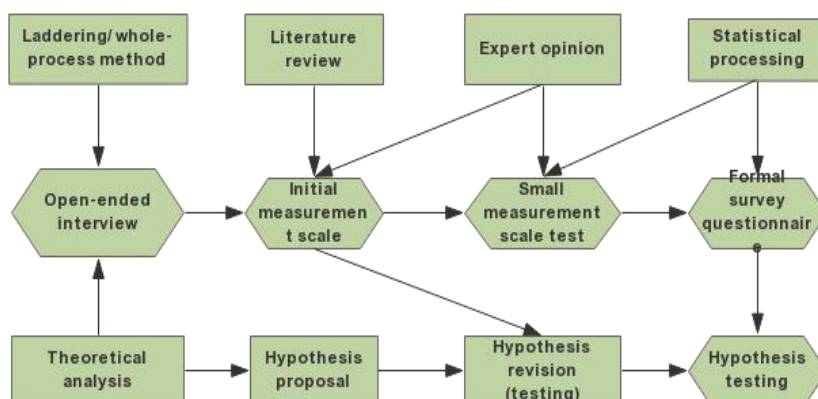 Laddering/ whole-
process method
Literature
review
Expert opinion
Statistical
processing
Open-ended
interview
Initial
measuremen
t scale
Small
measurement
scale test
Formal
survey
questionnair
e
Theoretical
analysis
Hypothesis
proposal
Hypothesis
revision
(testing)
Hypothesis
testing